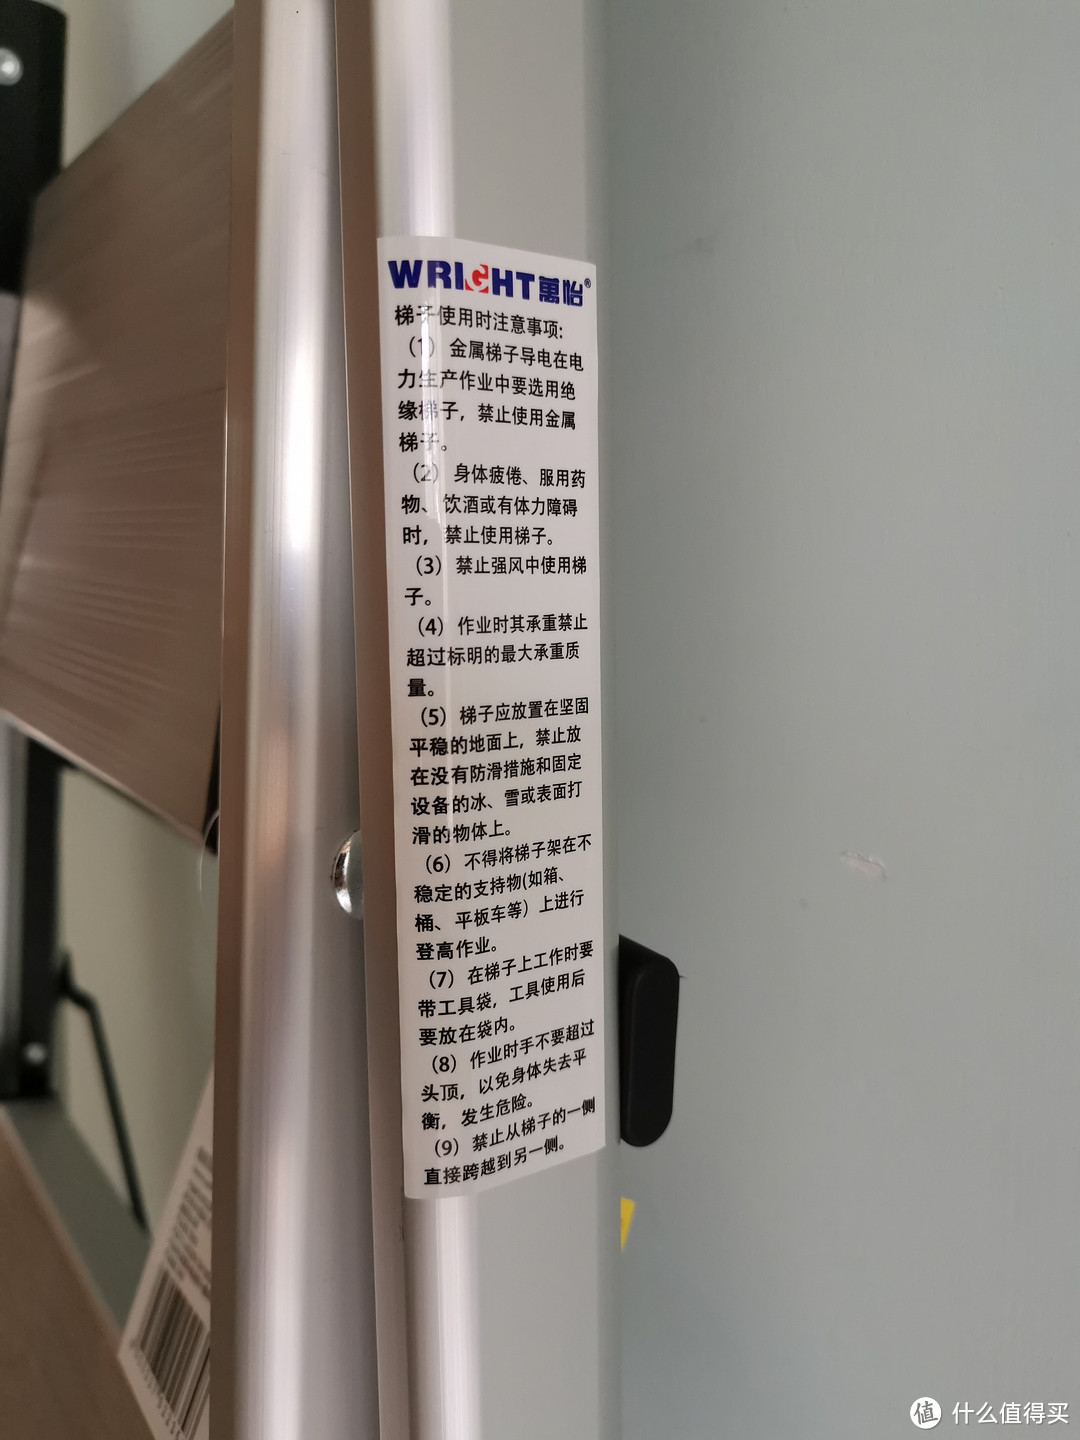 WRIGHT萬怡®
梯子使用时注意事项:
（1）金属梯子导电在电
力生产作业中要选用绝
缘梯子，禁止使用金属
梯子。
（2）身体疲倦、服用药
物、饮酒或有体力障碍
时，禁止使用梯子。
（3）禁止强风中使用梯
子。
（4）作业时其承重禁止
超过标明的最大承重质
量。
（5）梯子应放置在坚固
平稳的地面上，禁止放
在没有防滑措施和固定
设备的冰、雪或表面打
滑的物体上。
（6）不得将梯子架在不
稳定的支持物(如箱、
桶、平板车等）上进行
登高作业。
（7）在梯子上工作时要
带工具袋，工具使用后
要放在袋内。
（8）作业时手不要超过
头顶，以免身体失去平
衡，发生危险。
（9）禁止从梯子的一侧
直接跨越到另一侧。
值 什么值得买